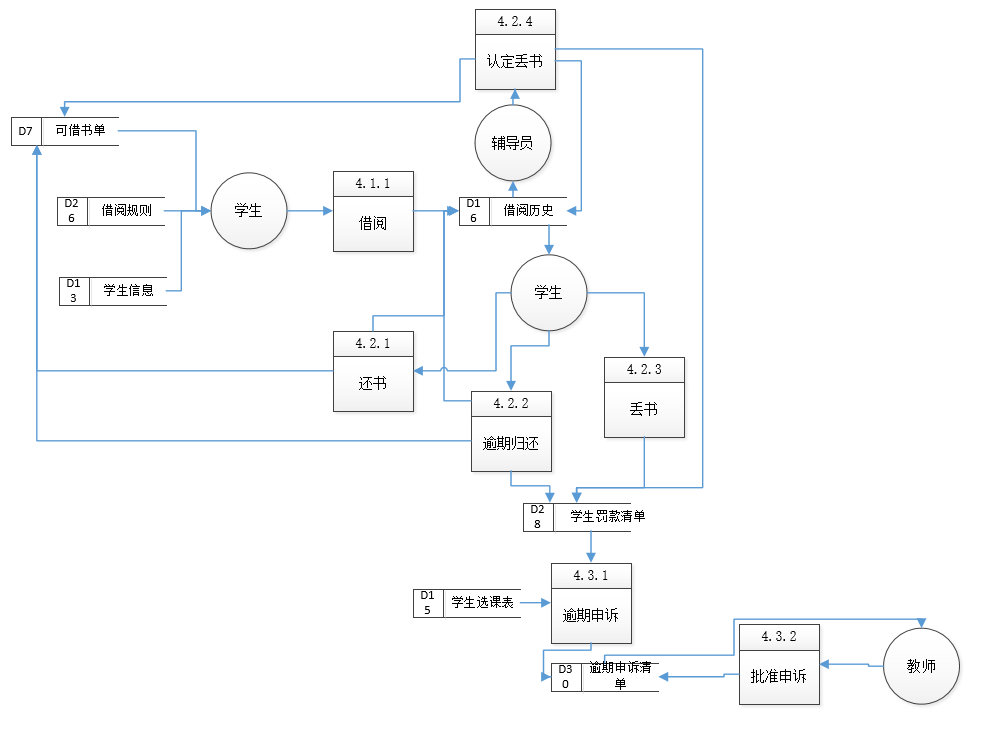 4.2.4
认定丢书
D7
可借书单
辅导员
4.1.1
借阅
D2
6
借阅规则
学生
D1
6
借阅历史
D1
3
学生信息
学生
4.2.1
还书
4.2.3
丢书
4.2.2
逾期归还
D2
8
学生罚款清单
4.3.1
逾期申诉
D1
5
学生选课表
4.3.2
批准申诉
教师
D3
0
逾期申诉清
单